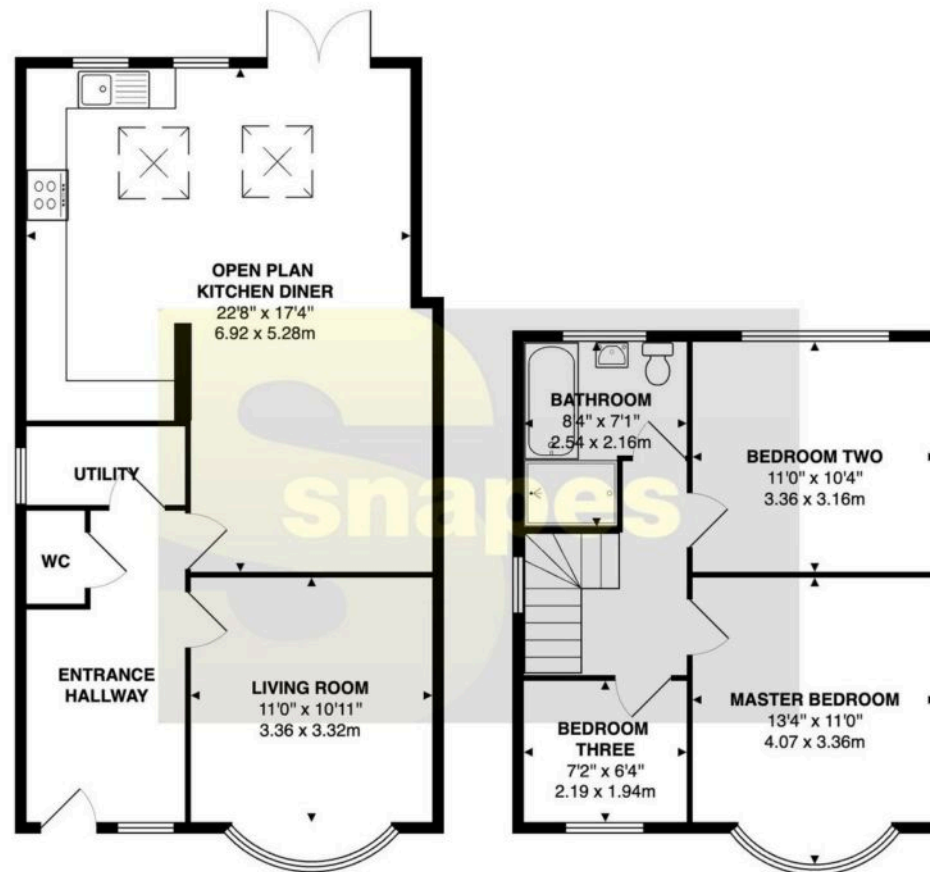 OPEN PLAN
KITCHEN DINER
22'8" x 17'4"
6.92 x 5.28m
UTILITY
WC
ENTRANCE
HALLWAY
LIVING ROOM
11'0" x 10'11"
3.36 x 3.32m
BATHROOM
8'4" x 7'1"
2.54 x 2.16m
BEDROOM TWO
11'0" x 10'4"
3.36 x 3.16m
MASTER BEDROOM
13'4" x 11'0"
4.07 x 3.36m
BEDROOM
THREE
7'2" x 6'4"
2.19 x 1.94m
S
snapes